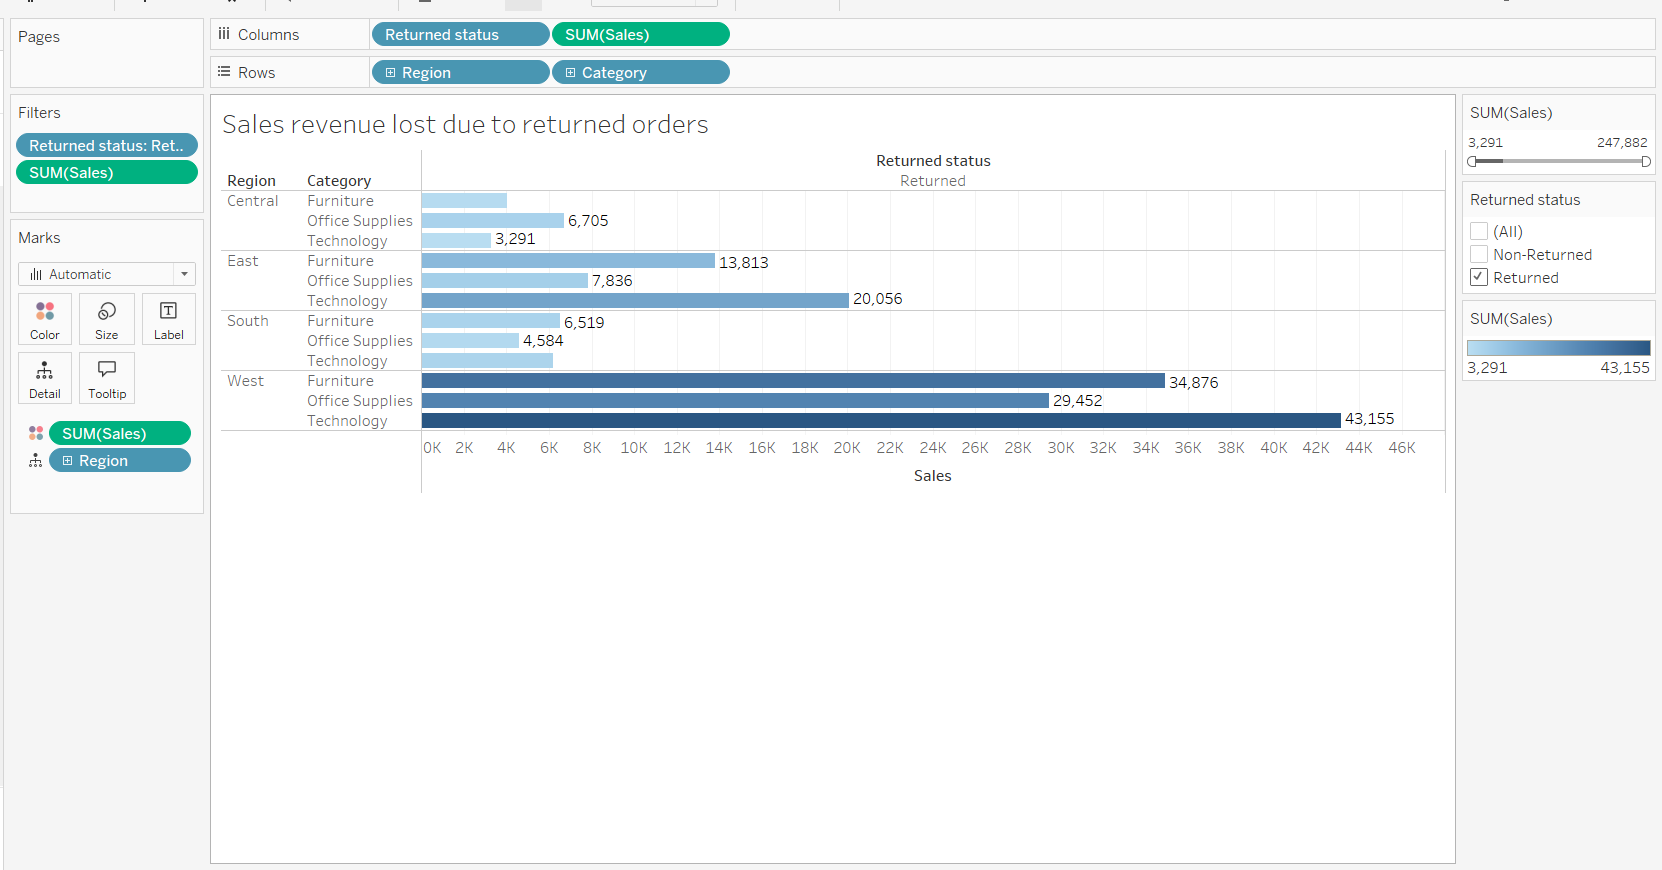 Pages
Columns
Returned status
SUM(Sales)
Rows
Region
Category
Filters
Returned status: Ret..
SUM(Sales)
Marks
Automatic
Color
Size
Label
Detail
Tooltip
SUM(Sales)
Region
Sales revenue lost due to returned orders
Returned status
Region Category Returned
Central Furniture
Office Supplies 6,705
Technology 3,291
East Furniture 13,813
Office Supplies 7,836
Technology 20,056
South Furniture 6,519
Office Supplies 4,584
Technology
West Furniture 34,876
Office Supplies 29,452
Technology 43,155
0K 2K 4K 6K 8K 10K 12K 14K 16K 18K 20K 22K 24K 26K 28K 30K 32K 34K 36K 38K 40K 42K 44K 46K
Sales
SUM(Sales)
3,291 247,882
Returned status
(All)
Non-Returned
Returned
SUM(Sales)
3,291 43,155